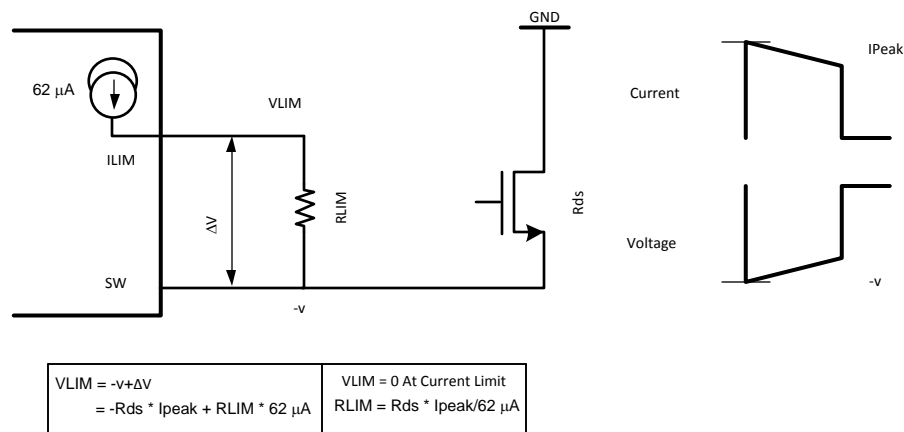 GND
IPeak
Current
62 μA
VLIM
ILIM
ΔV
RLIM
Rds
Voltage
SW
-v
-v
VLIM = -v+ΔV
= -Rds * Ipeak + RLIM * 62 μA
VLIM = 0 At Current Limit
RLIM = Rds * Ipeak/62 μA